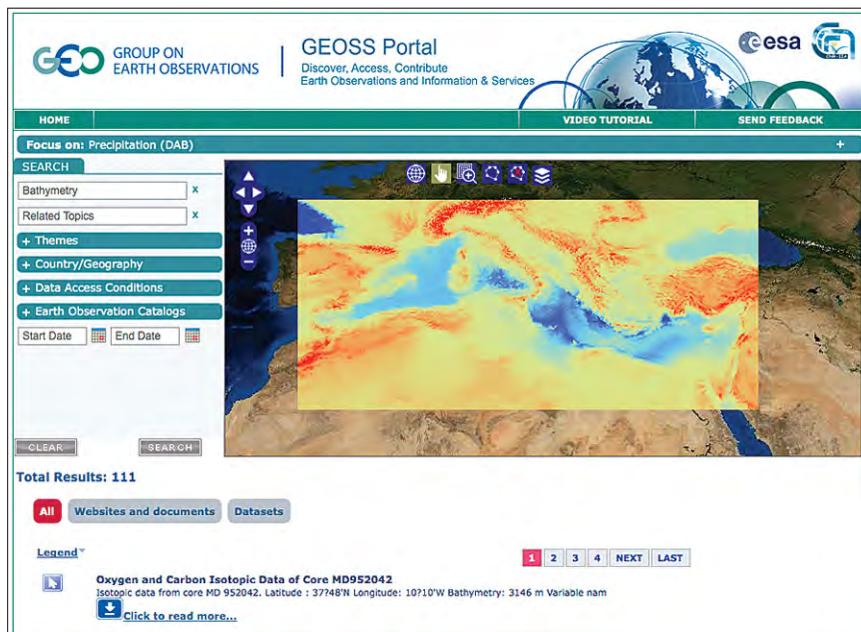 GEO GROUP ON
EARTH OBSERVATIONS
GEOSS Portal
Discover, Access, Contribute
Earth Observations and Information & Services
esa
HOME
VIDEO TUTORIAL
SEND FEEDBACK
Focus on: Precipitation (DAB)
+
SEARCH
Bathymetry
x
Related Topics
x
+ Themes
+ Country/Geography
+ Data Access Conditions
+ Earth Observation Catalogs
Start Date
End Date
CLEAR
SEARCH
Total Results: 111
All
Websites and documents
Datasets
Legend
1 2 3 4 NEXT LAST
Oxygen and Carbon Isotopic Data of Core MD952042
Isotopic data from core MD 952042. Latitude : 37?48'N Longitude: 10?10'W Bathymetry: 3146 m Variable nam
Click to read more...